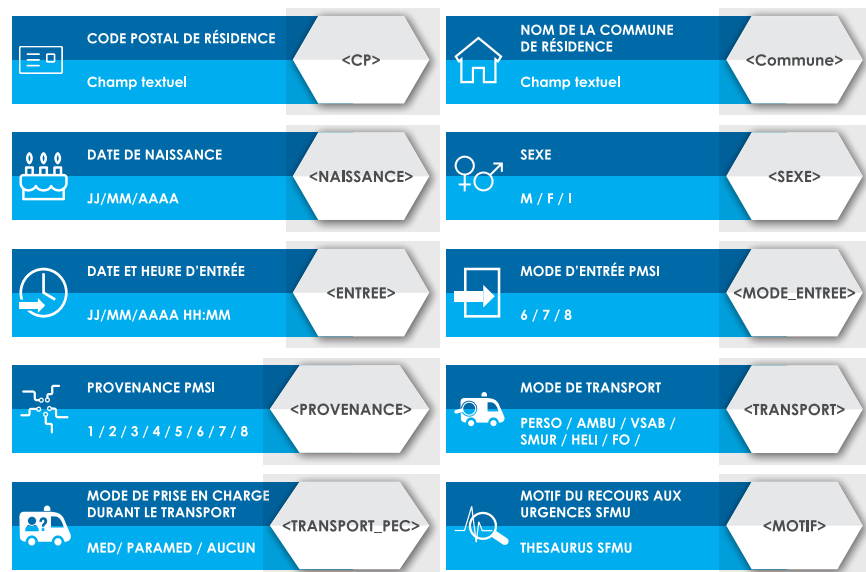 CODE POSTAL DE RÉSIDENCE
Champ textuel
<CP>
NOM DE LA COMMUNE
DE RÉSIDENCE
Champ textuel
<Commune>
DATE DE NAISSANCE
JJ/MM/AAAA
<NAISSANCE>
SEXE
M / F / I
<SEXE>
DATE ET HEURE D'ENTRÉE
JJ/MM/AAAA HH:MM
<ENTREE>
MODE D'ENTRÉE PMSI
6 / 7 / 8
<MODE_ENTREE>
PROVENANCE PMSI
1 / 2 / 3 / 4 / 5 / 6 / 7 / 8
<PROVENANCE>
MODE DE TRANSPORT
PERSO / AMBU / VSAB /
SMUR / HELI / FO /
<TRANSPORT>
MODE DE PRISE EN CHARGE
DURANT LE TRANSPORT
MED/ PARAMED / AUCUN
<TRANSPORT_PEC>
MOTIF DU RECOURS AUX
URGENCES SFMU
THESAURUS SFMU
<MOTIF>